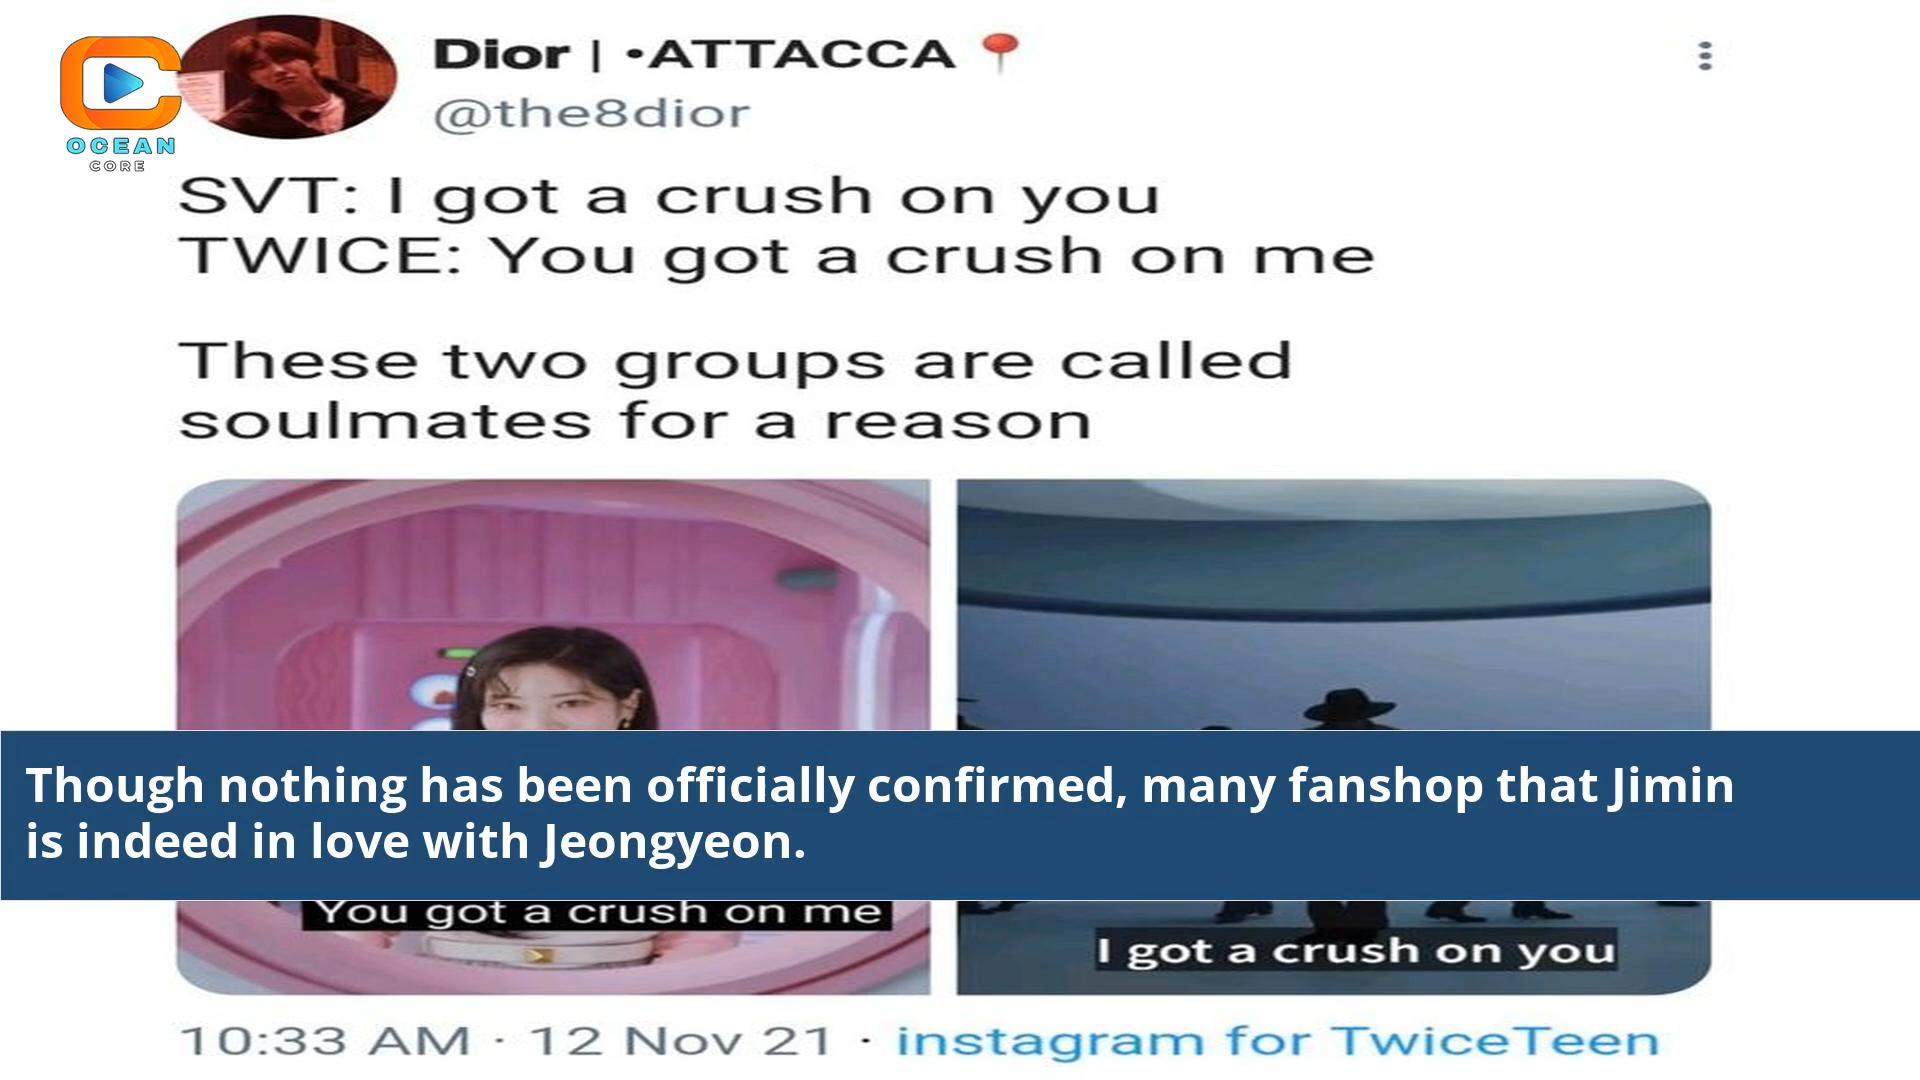 OCEAN
CORE
Dior | •ATTACCA📍
@the8dior
SVT: I got a crush on you
TWICE: You got a crush on me
These two groups are called
soulmates for a reason
Though nothing has been officially confirmed, many fanshop that Jimin
is indeed in love with Jeongyeon.
You got a crush on me
I got a crush on you
10:33 AM · 12 Nov 21 · instagram for TwiceTeen